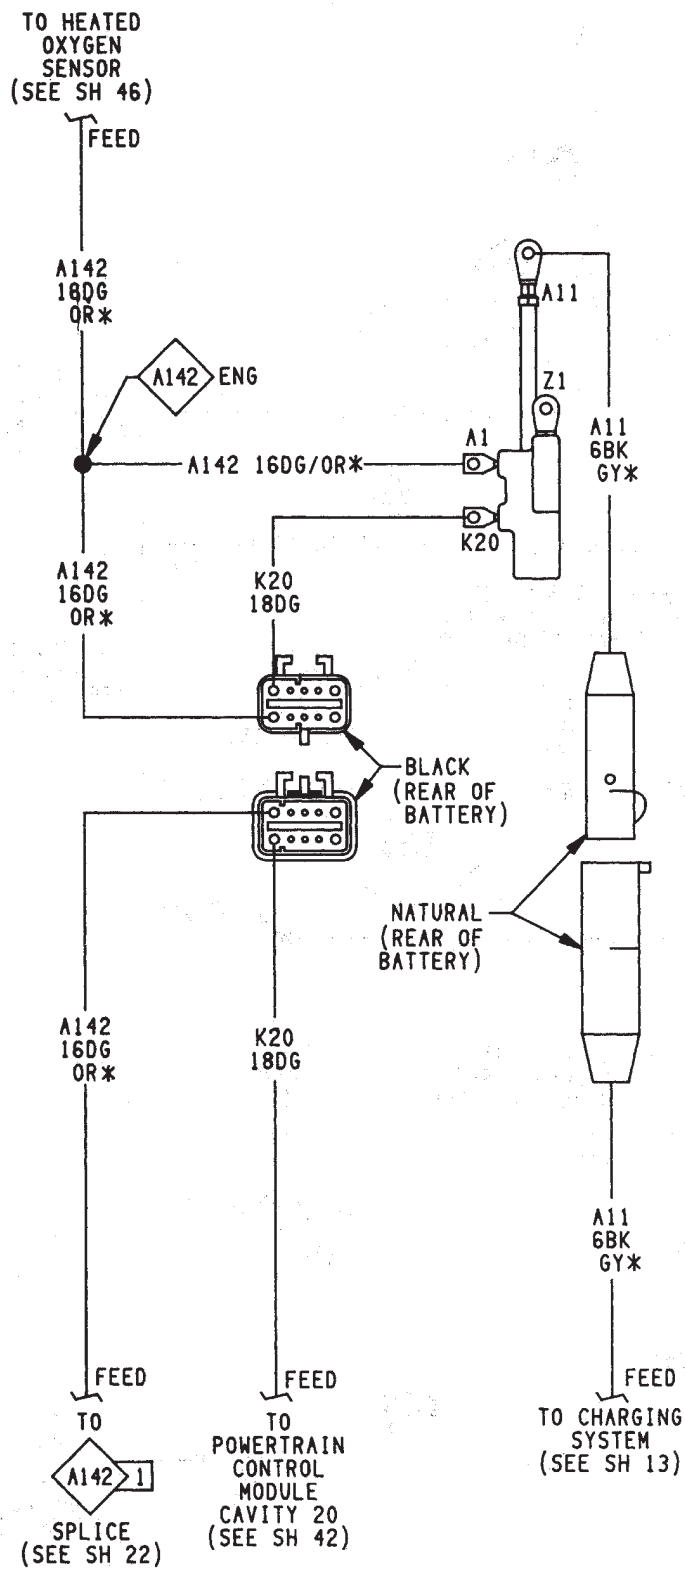 TO HEATED
OXYGEN
SENSOR
(SEE SH 46)
FEED
A142
18DG
OR*
A142
ENG
A11
Z1
A1
A142 16DG/OR*
A11
6BK
GY*
K20
A142
16DG
OR*
K20
18DG
BLACK
(REAR OF
BATTERY)
NATURAL
(REAR OF
BATTERY)
A142
16DG
OR*
K20
18DG
A11
6BK
GY*
FEED
TO
A142
1
SPLICE
(SEE SH 22)
FEED
TO
POWERTRAIN
CONTROL
MODULE
CAVITY 20
(SEE SH 42)
FEED
TO CHARGING
SYSTEM
(SEE SH 13)